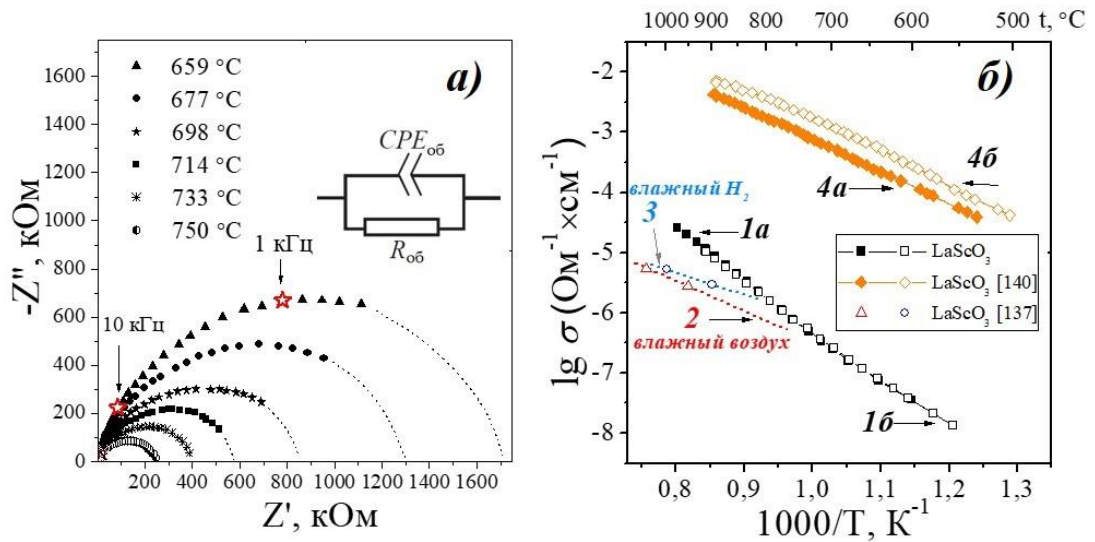 а)
1600
1400
1200
1000
800
600
400
200
0
-Z'', кОм
659 °C
677 °C
698 °C
714 °C
733 °C
750 °C
CPEоб
Rоб
1 кГц
10 кГц
200 400 600 800 1000 1200 1400 1600
Z', кОм
б)
1000 900 800 700 600 500 t, °C
-2
-3
-4
-5
-6
-7
-8
lg σ (Ом⁻¹×см⁻¹)
4б
4а
влажный H₂
3
1а
LaScO₃
LaScO₃ [140]
LaScO₃ [137]
2
влажный воздух
1б
0,8 0,9 1,0 1,1 1,2 1,3
1000/T, К⁻¹